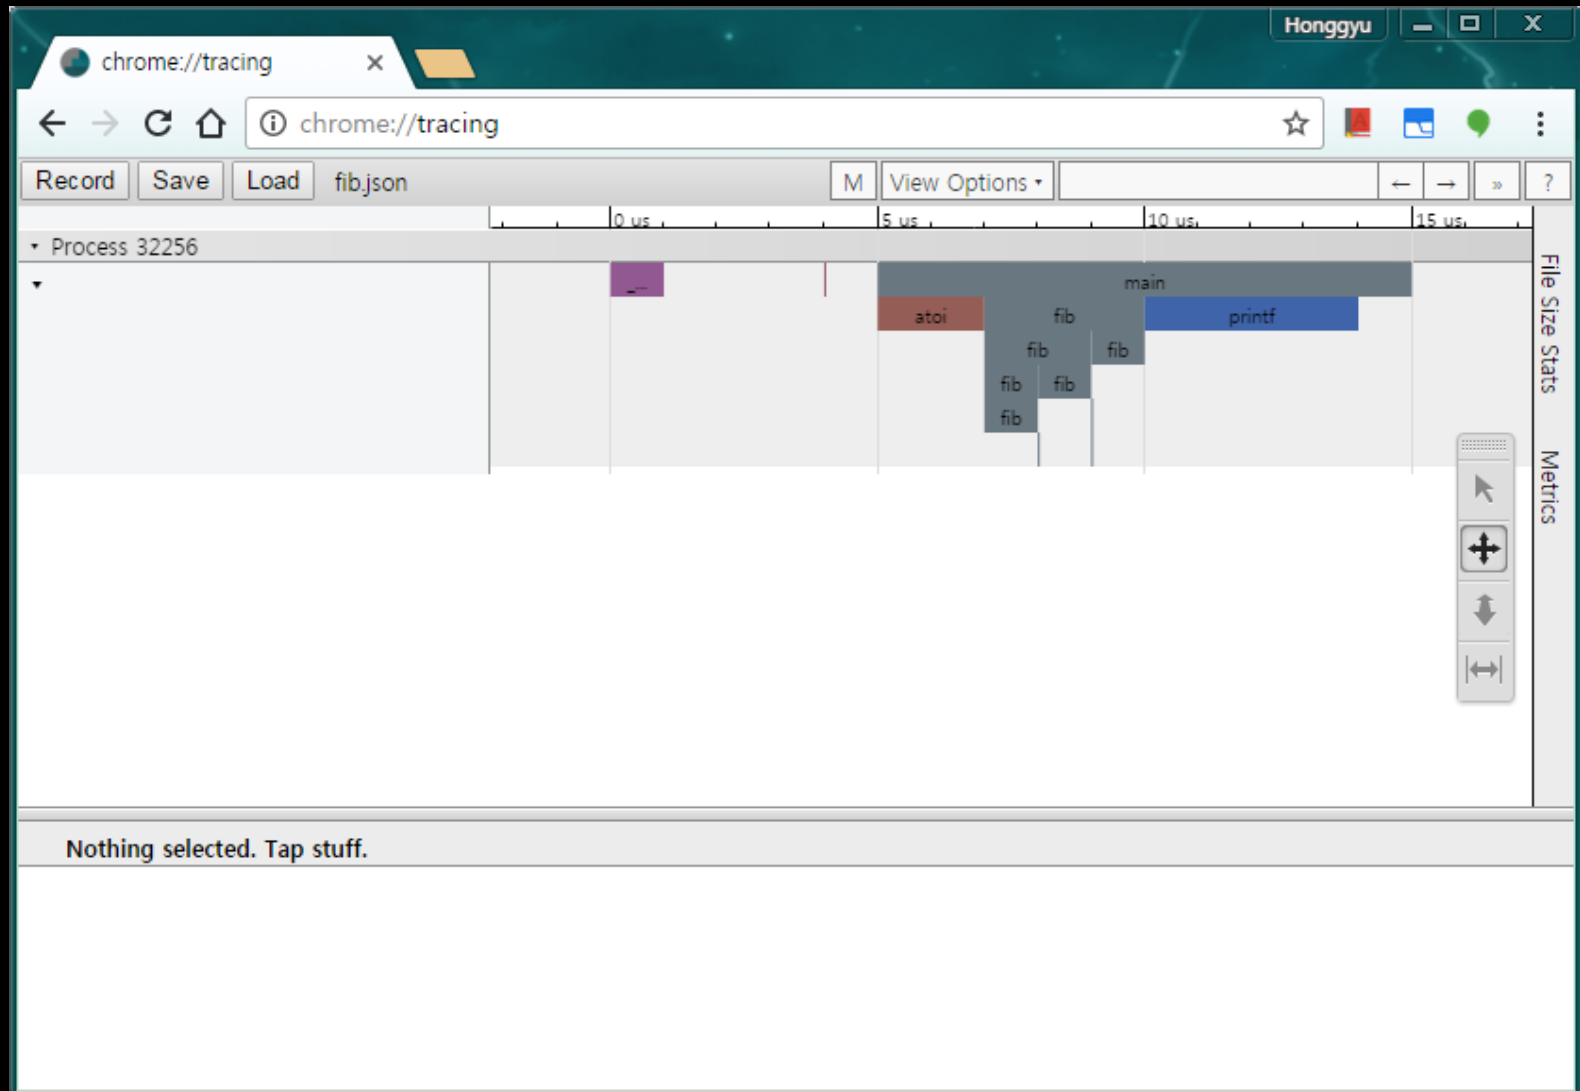 Honggyu
chrome://tracing
chrome://tracing
Record Save Load fib.json M View Options ← → » ?
0 us 5 us 10 us 15 us
Process 32256
_... main
atoi fib printf
fib fib
fib fib
fib
File Size Stats
Metrics
Nothing selected. Tap stuff.